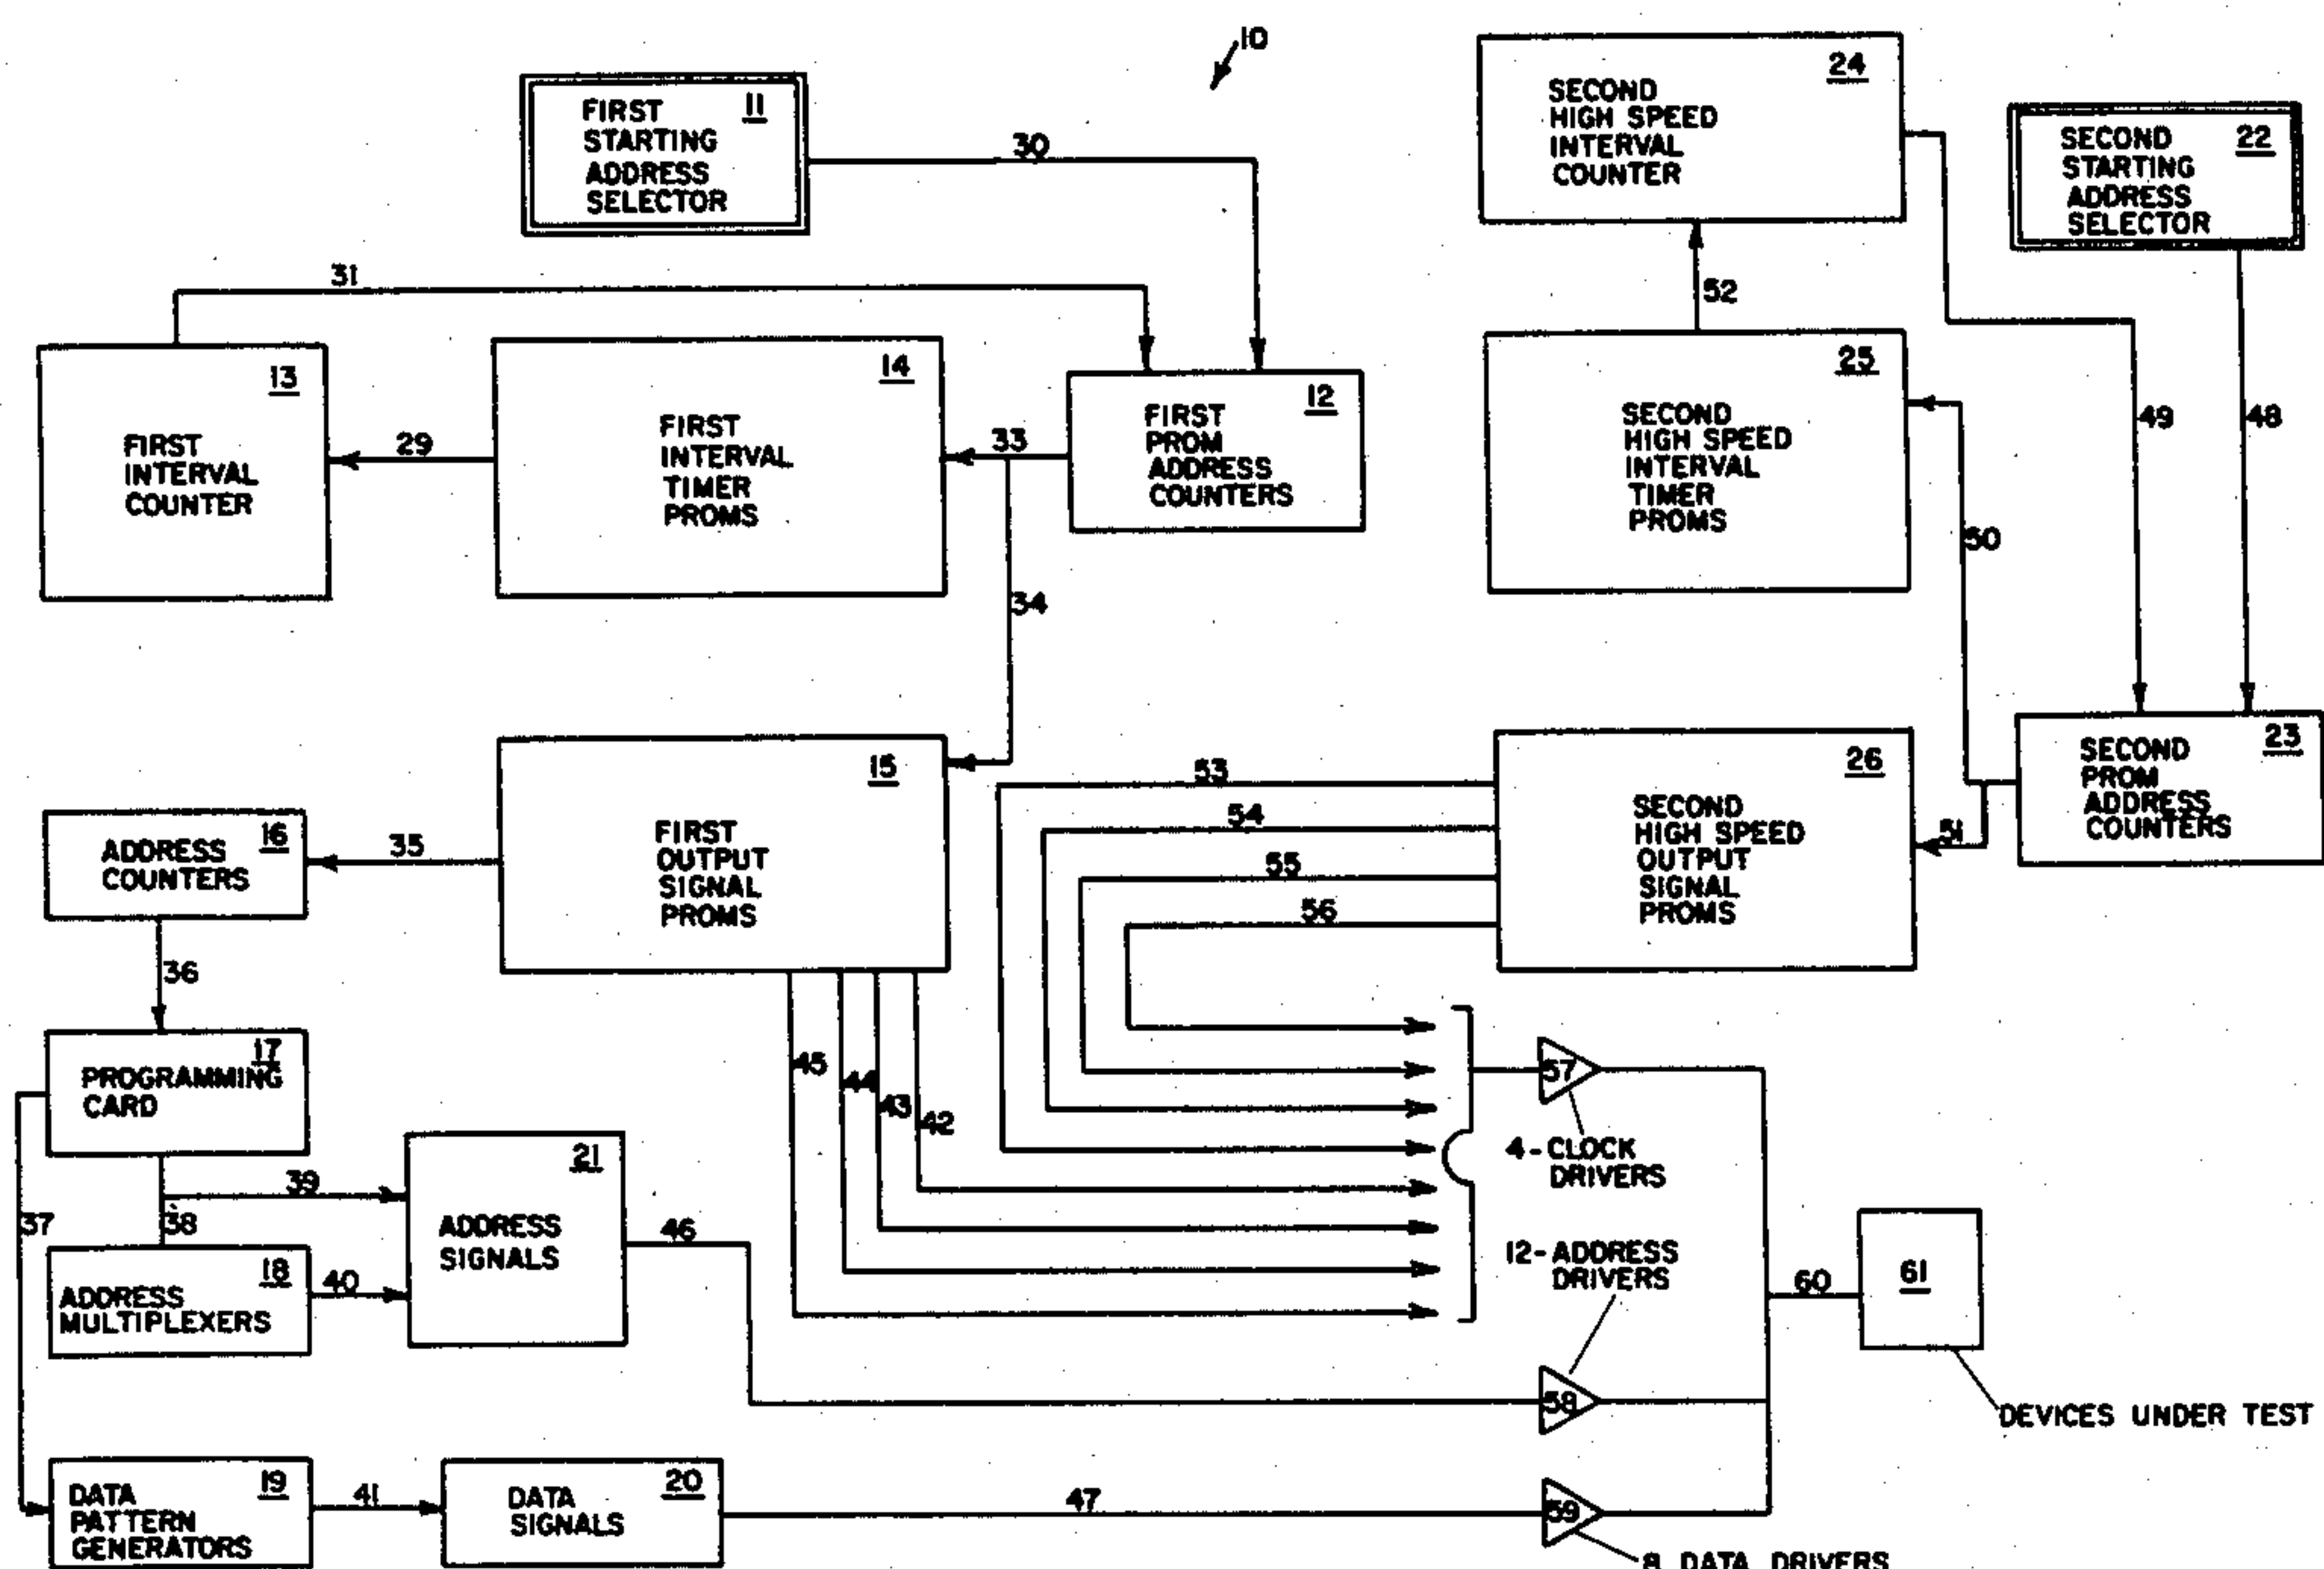 10
FIRST
STARTING
ADDRESS
SELECTOR
11
30
SECOND
HIGH SPEED
INTERVAL
COUNTER
24
SECOND
STARTING
ADDRESS
SELECTOR
22
31
52
FIRST
INTERVAL
COUNTER
13
29
FIRST
INTERVAL
TIMER
PROMS
14
33
FIRST
PROM
ADDRESS
COUNTERS
12
SECOND
HIGH SPEED
INTERVAL
TIMER
PROMS
25
49
48
50
34
FIRST
OUTPUT
SIGNAL
PROMS
15
53
54
55
56
SECOND
HIGH SPEED
OUTPUT
SIGNAL
PROMS
26
51
SECOND
PROM
ADDRESS
COUNTERS
23
ADDRESS
COUNTERS
16
35
36
PROGRAMMING
CARD
17
45
44
43
42
57
4-CLOCK
DRIVERS
37
38
39
ADDRESS
SIGNALS
21
46
ADDRESS
MULTIPLEXERS
18
40
12-ADDRESS
DRIVERS
58
60
61
DEVICES UNDER TEST
DATA
PATTERN
GENERATORS
19
41
DATA
SIGNALS
20
47
59
8 DATA DRIVERS